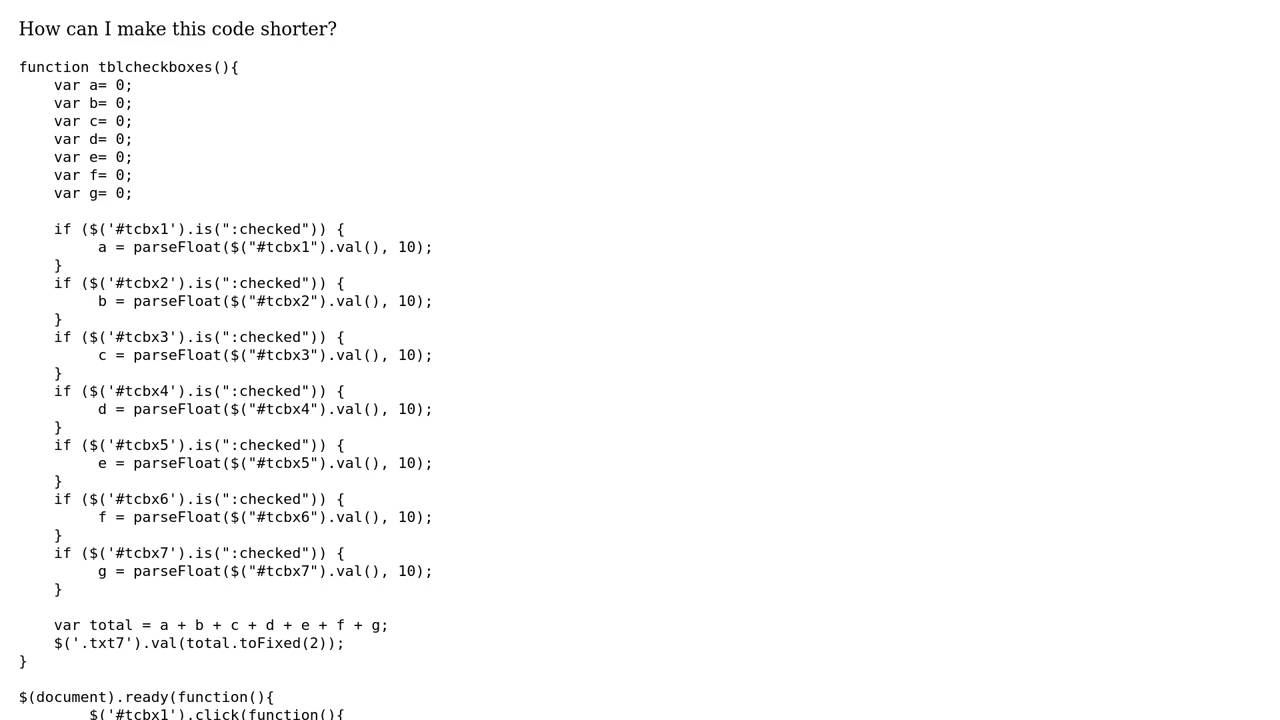 How can I make this code shorter?
function tblcheckboxes(){
    var a= 0;
    var b= 0;
    var c= 0;
    var d= 0;
    var e= 0;
    var f= 0;
    var g= 0;

    if ($('#tcbx1').is(":checked")) {
         a = parseFloat($("#tcbx1").val(), 10);
    }
    if ($('#tcbx2').is(":checked")) {
         b = parseFloat($("#tcbx2").val(), 10);
    }
    if ($('#tcbx3').is(":checked")) {
         c = parseFloat($("#tcbx3").val(), 10);
    }
    if ($('#tcbx4').is(":checked")) {
         d = parseFloat($("#tcbx4").val(), 10);
    }
    if ($('#tcbx5').is(":checked")) {
         e = parseFloat($("#tcbx5").val(), 10);
    }
    if ($('#tcbx6').is(":checked")) {
         f = parseFloat($("#tcbx6").val(), 10);
    }
    if ($('#tcbx7').is(":checked")) {
         g = parseFloat($("#tcbx7").val(), 10);
    }

    var total = a + b + c + d + e + f + g;
    $('.txt7').val(total.toFixed(2));
}

$(document).ready(function(){
        $('#tcbx1').click(function(){